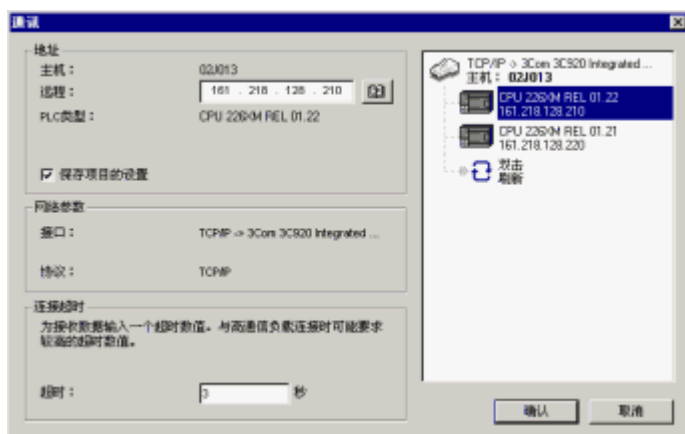 通讯
地址
主机： 02J013
远程： 161 . 218 . 128 . 210
PLC类型： CPU 226XM REL 01.22
保存项目的设置
网络参数
接口： TCP/IP -> 3Com 3C920 Integrated ...
协议： TCP/IP
连接超时
为接收数据输入一个超时数值。与高通信负载连接时可能要求
较高的超时数值。
超时： 3 秒
TCP/IP -> 3Com 3C920 Integrated ...
主机： 02J013
CPU 226XM REL 01.22
161.218.128.210
CPU 226XM REL 01.21
161.218.128.220
双击
刷新
确认 取消